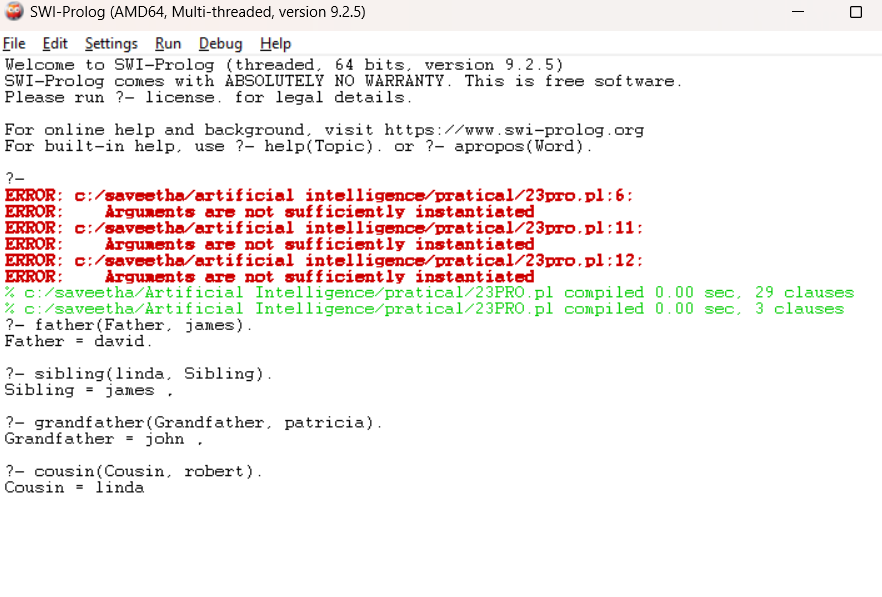 SWI-Prolog (AMD64, Multi-threaded, version 9.2.5)
File Edit Settings Run Debug Help
Welcome to SWI-Prolog (threaded, 64 bits, version 9.2.5)
SWI-Prolog comes with ABSOLUTELY NO WARRANTY. This is free software.
Please run ?- license. for legal details.
For online help and background, visit https://www.swi-prolog.org
For built-in help, use ?- help(Topic). or ?- apropos(Word).
?-
ERROR: c:/saveetha/artificial intelligence/pratical/23pro.pl:6:
ERROR:    Arguments are not sufficiently instantiated
ERROR: c:/saveetha/artificial intelligence/pratical/23pro.pl:11:
ERROR:    Arguments are not sufficiently instantiated
ERROR: c:/saveetha/artificial intelligence/pratical/23pro.pl:12:
ERROR:    Arguments are not sufficiently instantiated
% c:/saveetha/Artificial Intelligence/pratical/23PRO.pl compiled 0.00 sec, 29 clauses
% c:/saveetha/Artificial Intelligence/pratical/23PRO.pl compiled 0.00 sec, 3 clauses
?- father(Father, james).
Father = david.
?- sibling(linda, Sibling).
Sibling = james .
?- grandfather(Grandfather, patricia).
Grandfather = john .
?- cousin(Cousin, robert).
Cousin = linda